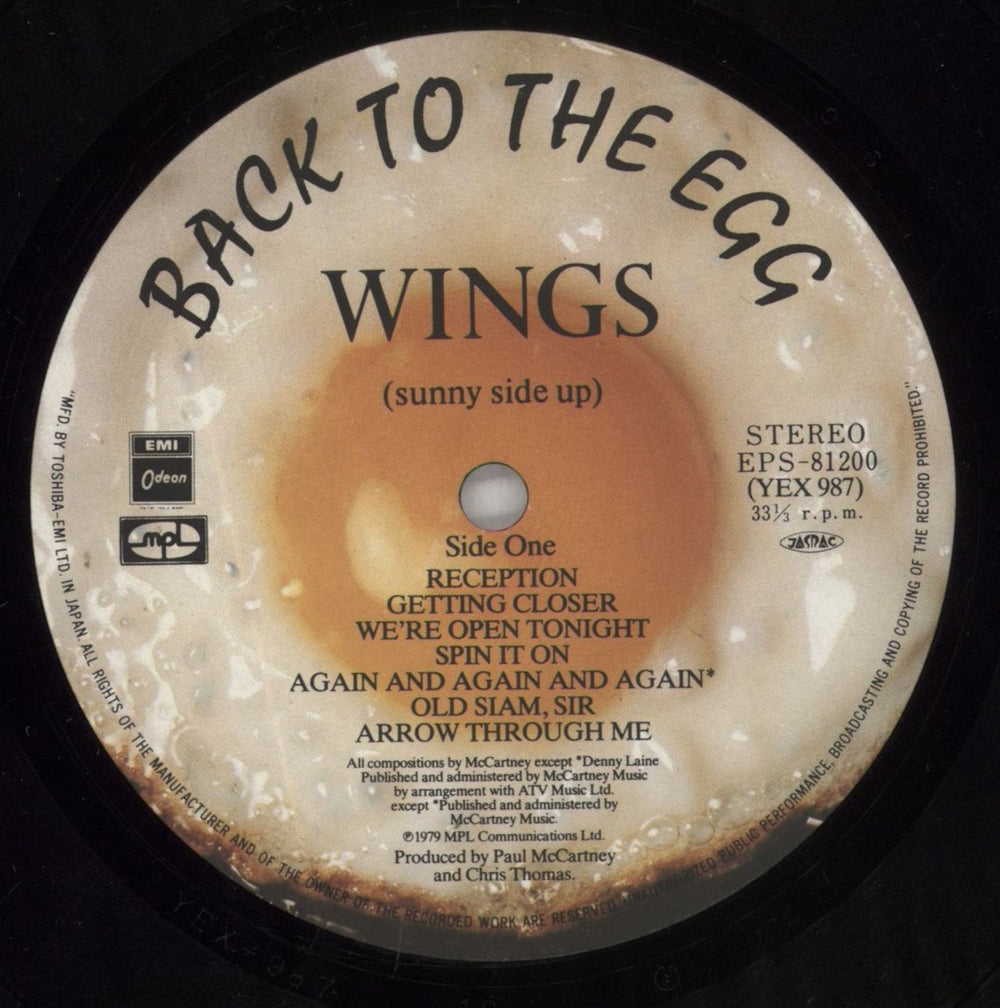 BACK TO THE EGG
WINGS
(sunny side up)
EMI
Odeon
mpl
STEREO
EPS-81200
(YEX 987)
33⅓ r.p.m.
JASRAC
Side One
RECEPTION
GETTING CLOSER
WE'RE OPEN TONIGHT
SPIN IT ON
AGAIN AND AGAIN AND AGAIN*
OLD SIAM, SIR
ARROW THROUGH ME
All compositions by McCartney except *Denny Laine
Published and administered by McCartney Music
by arrangement with ATV Music Ltd.
except *Published and administered by
McCartney Music.
℗1979 MPL Communications Ltd.
Produced by Paul McCartney
and Chris Thomas.
"MFD. BY TOSHIBA-EMI LTD. IN JAPAN. ALL RIGHTS OF THE MANUFACTURER AND OF THE OWNER OF THE RECORDED WORK ARE RESERVED. UNAUTHORIZED PUBLIC PERFORMANCE, BROADCASTING AND COPYING OF THE RECORD PROHIBITED."